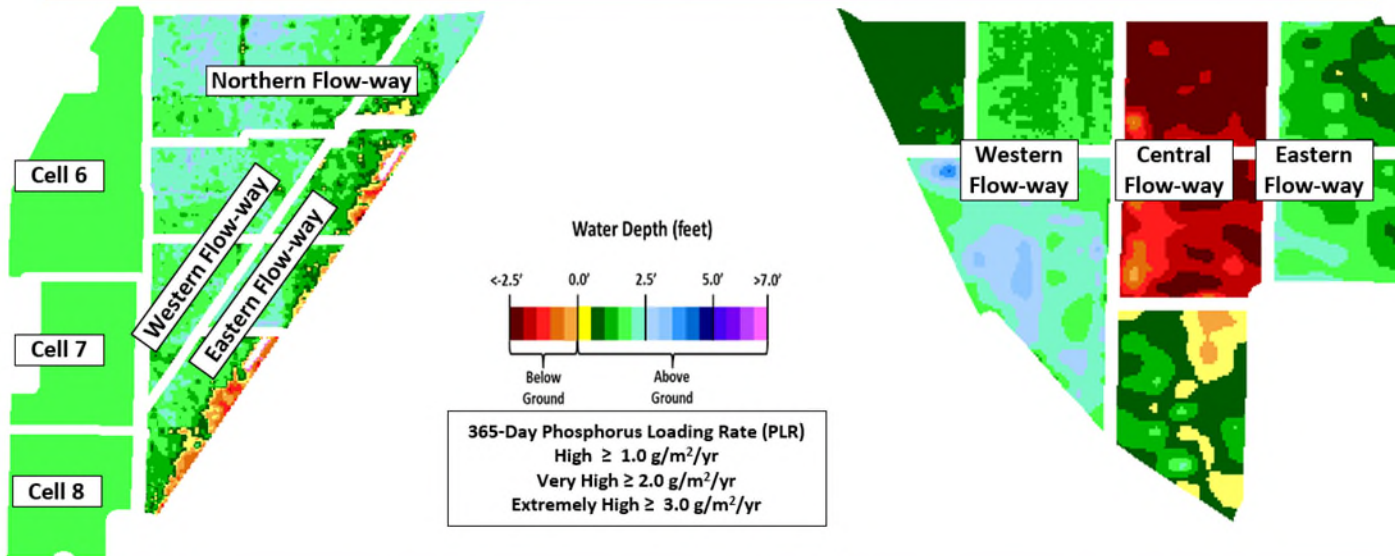 Northern Flow-way
Cell 6
Western Flow-way
Eastern Flow-way
Cell 7
Cell 8
Water Depth (feet)
<-2.5' 0.0' 2.5' 5.0' >7.0'
Below
Ground
Above
Ground
365-Day Phosphorus Loading Rate (PLR)
High ≥ 1.0 g/m²/yr
Very High ≥ 2.0 g/m²/yr
Extremely High ≥ 3.0 g/m²/yr
Western
Flow-way
Central
Flow-way
Eastern
Flow-way